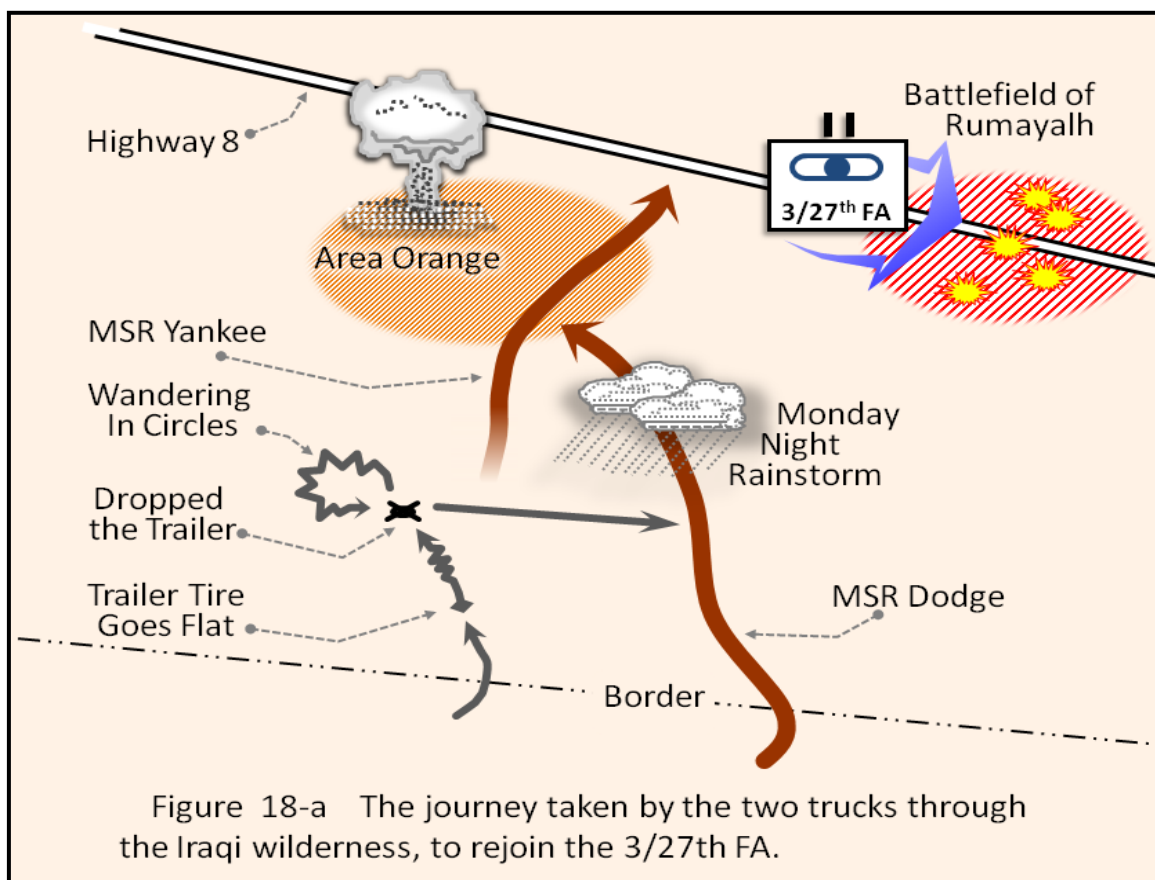 Highway 8
Battlefield of
Rumayalh
3/27th FA
Area Orange
MSR Yankee
Wandering
In Circles
Monday
Night
Rainstorm
Dropped
the Trailer
Trailer Tire
Goes Flat
MSR Dodge
Border
Figure 18-a The journey taken by the two trucks through
the Iraqi wilderness, to rejoin the 3/27th FA.